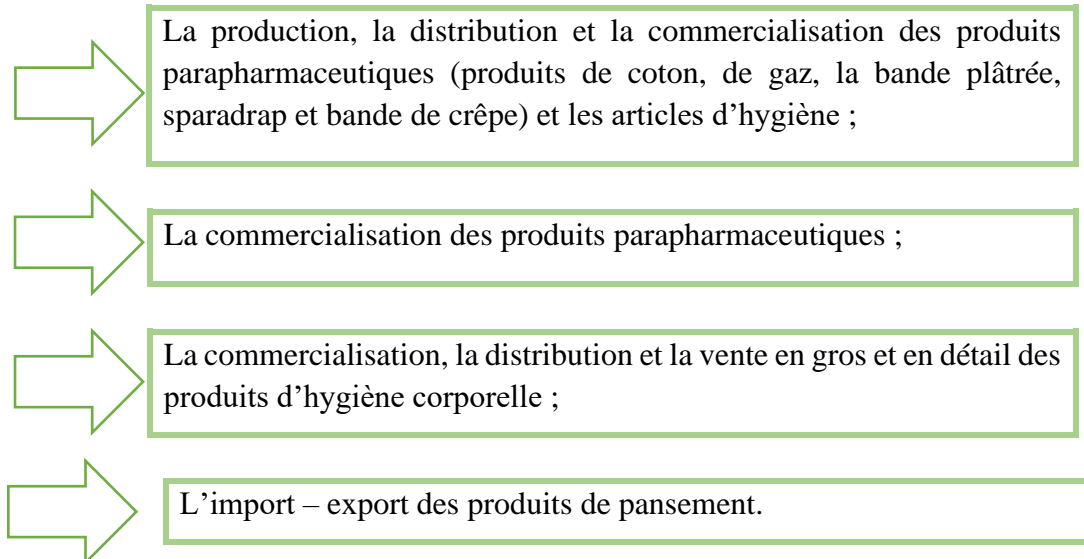 La production, la distribution et la commercialisation des produits
parapharmaceutiques (produits de coton, de gaz, la bande plâtrée,
sparadrap et bande de crêpe) et les articles d’hygiène ;
La commercialisation des produits parapharmaceutiques ;
La commercialisation, la distribution et la vente en gros et en détail des
produits d’hygiène corporelle ;
L’import – export des produits de pansement.